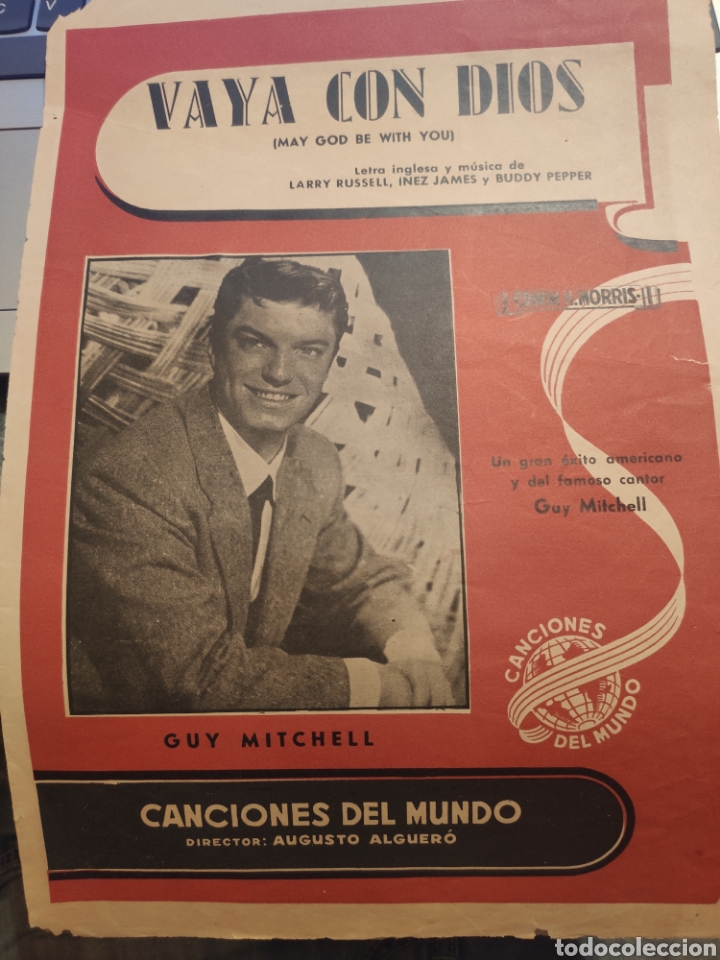 VAYA CON DIOS
(MAY GOD BE WITH YOU)
Letra inglesa y música de
LARRY RUSSELL, INEZ JAMES y BUDDY PEPPER
MORRIS
Un gran éxito americano
y del famoso cantor
Guy Mitchell
CANCIONES
DEL MUNDO
GUY MITCHELL
CANCIONES DEL MUNDO
DIRECTOR: AUGUSTO ALGUERÓ
C
V
todocoleccion